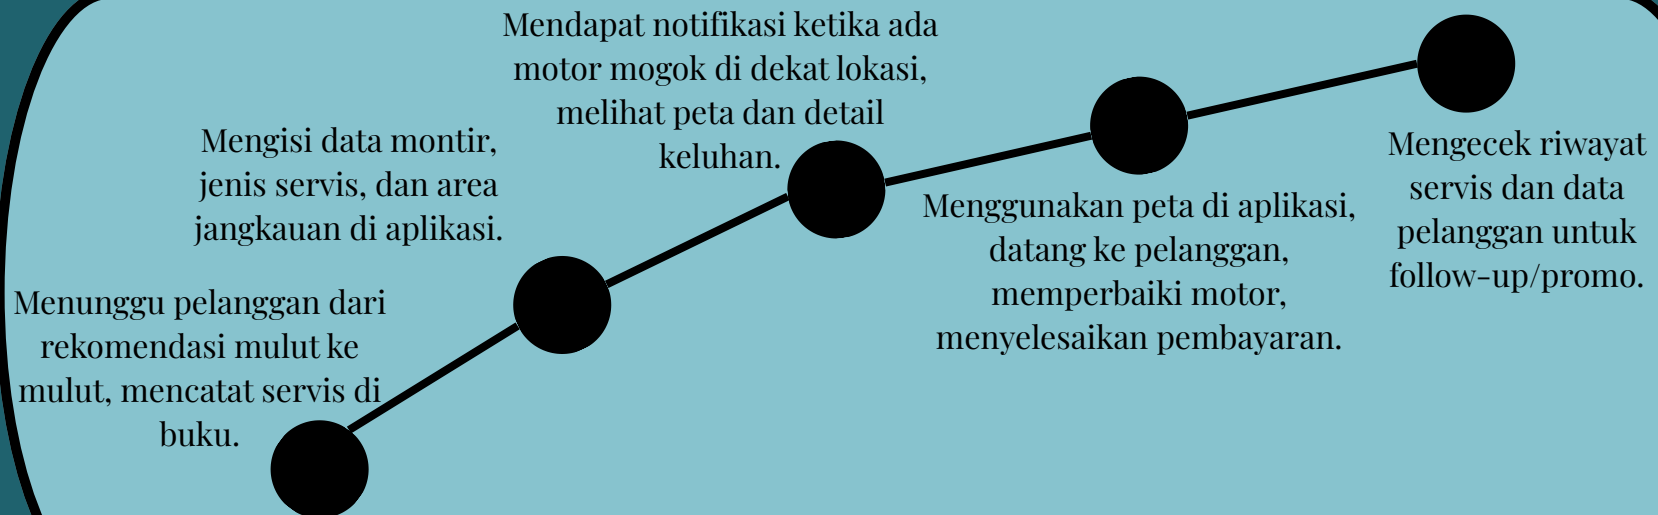 Menunggu pelanggan dari
rekomendasi mulut ke
mulut, mencatat servis di
buku.
Mengisi data montir,
jenis servis, dan area
jangkauan di aplikasi.
Mendapat notifikasi ketika ada
motor mogok di dekat lokasi,
melihat peta dan detail
keluhan.
Menggunakan peta di aplikasi,
datang ke pelanggan,
memperbaiki motor,
menyelesaikan pembayaran.
Mengecek riwayat
servis dan data
pelanggan untuk
follow-up/promo.